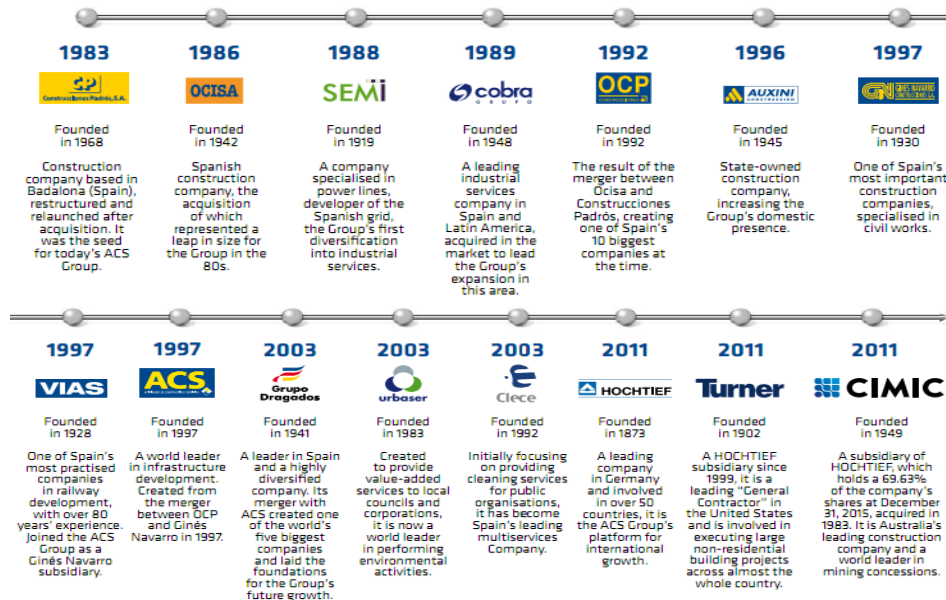 1983
GP
Construcciones Padrós, S.A.
Founded
in 1968
Construction
company based in
Badalona (Spain),
restructured and
relaunched after
acquisition. It
was the seed
for today's ACS
Group.
1986
OCISA
Founded
in 1942
Spanish
construction
company, the
acquisition
of which
represented a
leap in size for
the Group in the
80s.
1988
SEMi
Founded
in 1919
A company
specialised in
power lines,
developer of the
Spanish grid,
the Group's first
diversification
into industrial
services.
1989
cobra
GRUPO
Founded
in 1948
A leading
industrial
services
company in
Spain and
Latin America,
acquired in the
market to lead
the Group's
expansion in
this area.
1992
OCP
CONSTRUCCIONES
Founded
in 1992
The result of the
merger between
Ocisa and
Construcciones
Padrós, creating
one of Spain's
10 biggest
companies at
the time.
1996
AUXINI
CONSTRUCCION
Founded
in 1945
State-owned
construction
company,
increasing the
Group's domestic
presence.
1997
GN
GINES NAVARRO
CONSTRUCCIONES, S.A.
Founded
in 1930
One of Spain's
most important
construction
companies,
specialised in
civil works.
1997
VIAS
Founded
in 1928
One of Spain's
most practised
companies
in railway
development,
with over 80
years' experience.
Joined the ACS
Group as a
Ginés Navarro
subsidiary.
1997
ACS
Founded
in 1997
A world leader
in infrastructure
development.
Created from
the merger
between OCP
and Ginés
Navarro in 1997.
2003
Grupo
Dragados
Founded
in 1941
A leader in Spain
and a highly
diversified
company. Its
merger with
ACS created one
of the world's
five biggest
companies
and laid the
foundations
for the Group's
future growth.
2003
urbaser
Founded
in 1983
Created
to provide
value-added
services to local
councils and
corporations,
it is now a
world leader
in performing
environmental
activities.
2003
Clece
Founded
in 1992
Initially focusing
on providing
cleaning services
for public
organisations,
it has become
Spain's leading
multiservices
Company.
2011
HOCHTIEF
Founded
in 1873
A leading
company
in Germany
and involved
in over 50
countries, it is
the ACS Group's
platform for
international
growth.
2011
Turner
Founded
in 1902
A HOCHTIEF
subsidiary since
1999, it is a
leading "General
Contractor" in
the United States
and is involved in
executing large
non-residential
building projects
across almost the
whole country.
2011
CIMIC
Founded
in 1949
A subsidiary of
HOCHTIEF, which
holds a 69.63%
of the company's
shares at December
31, 2015, acquired in
1983. It is Australia's
leading construction
company and a
world leader in
mining concessions.